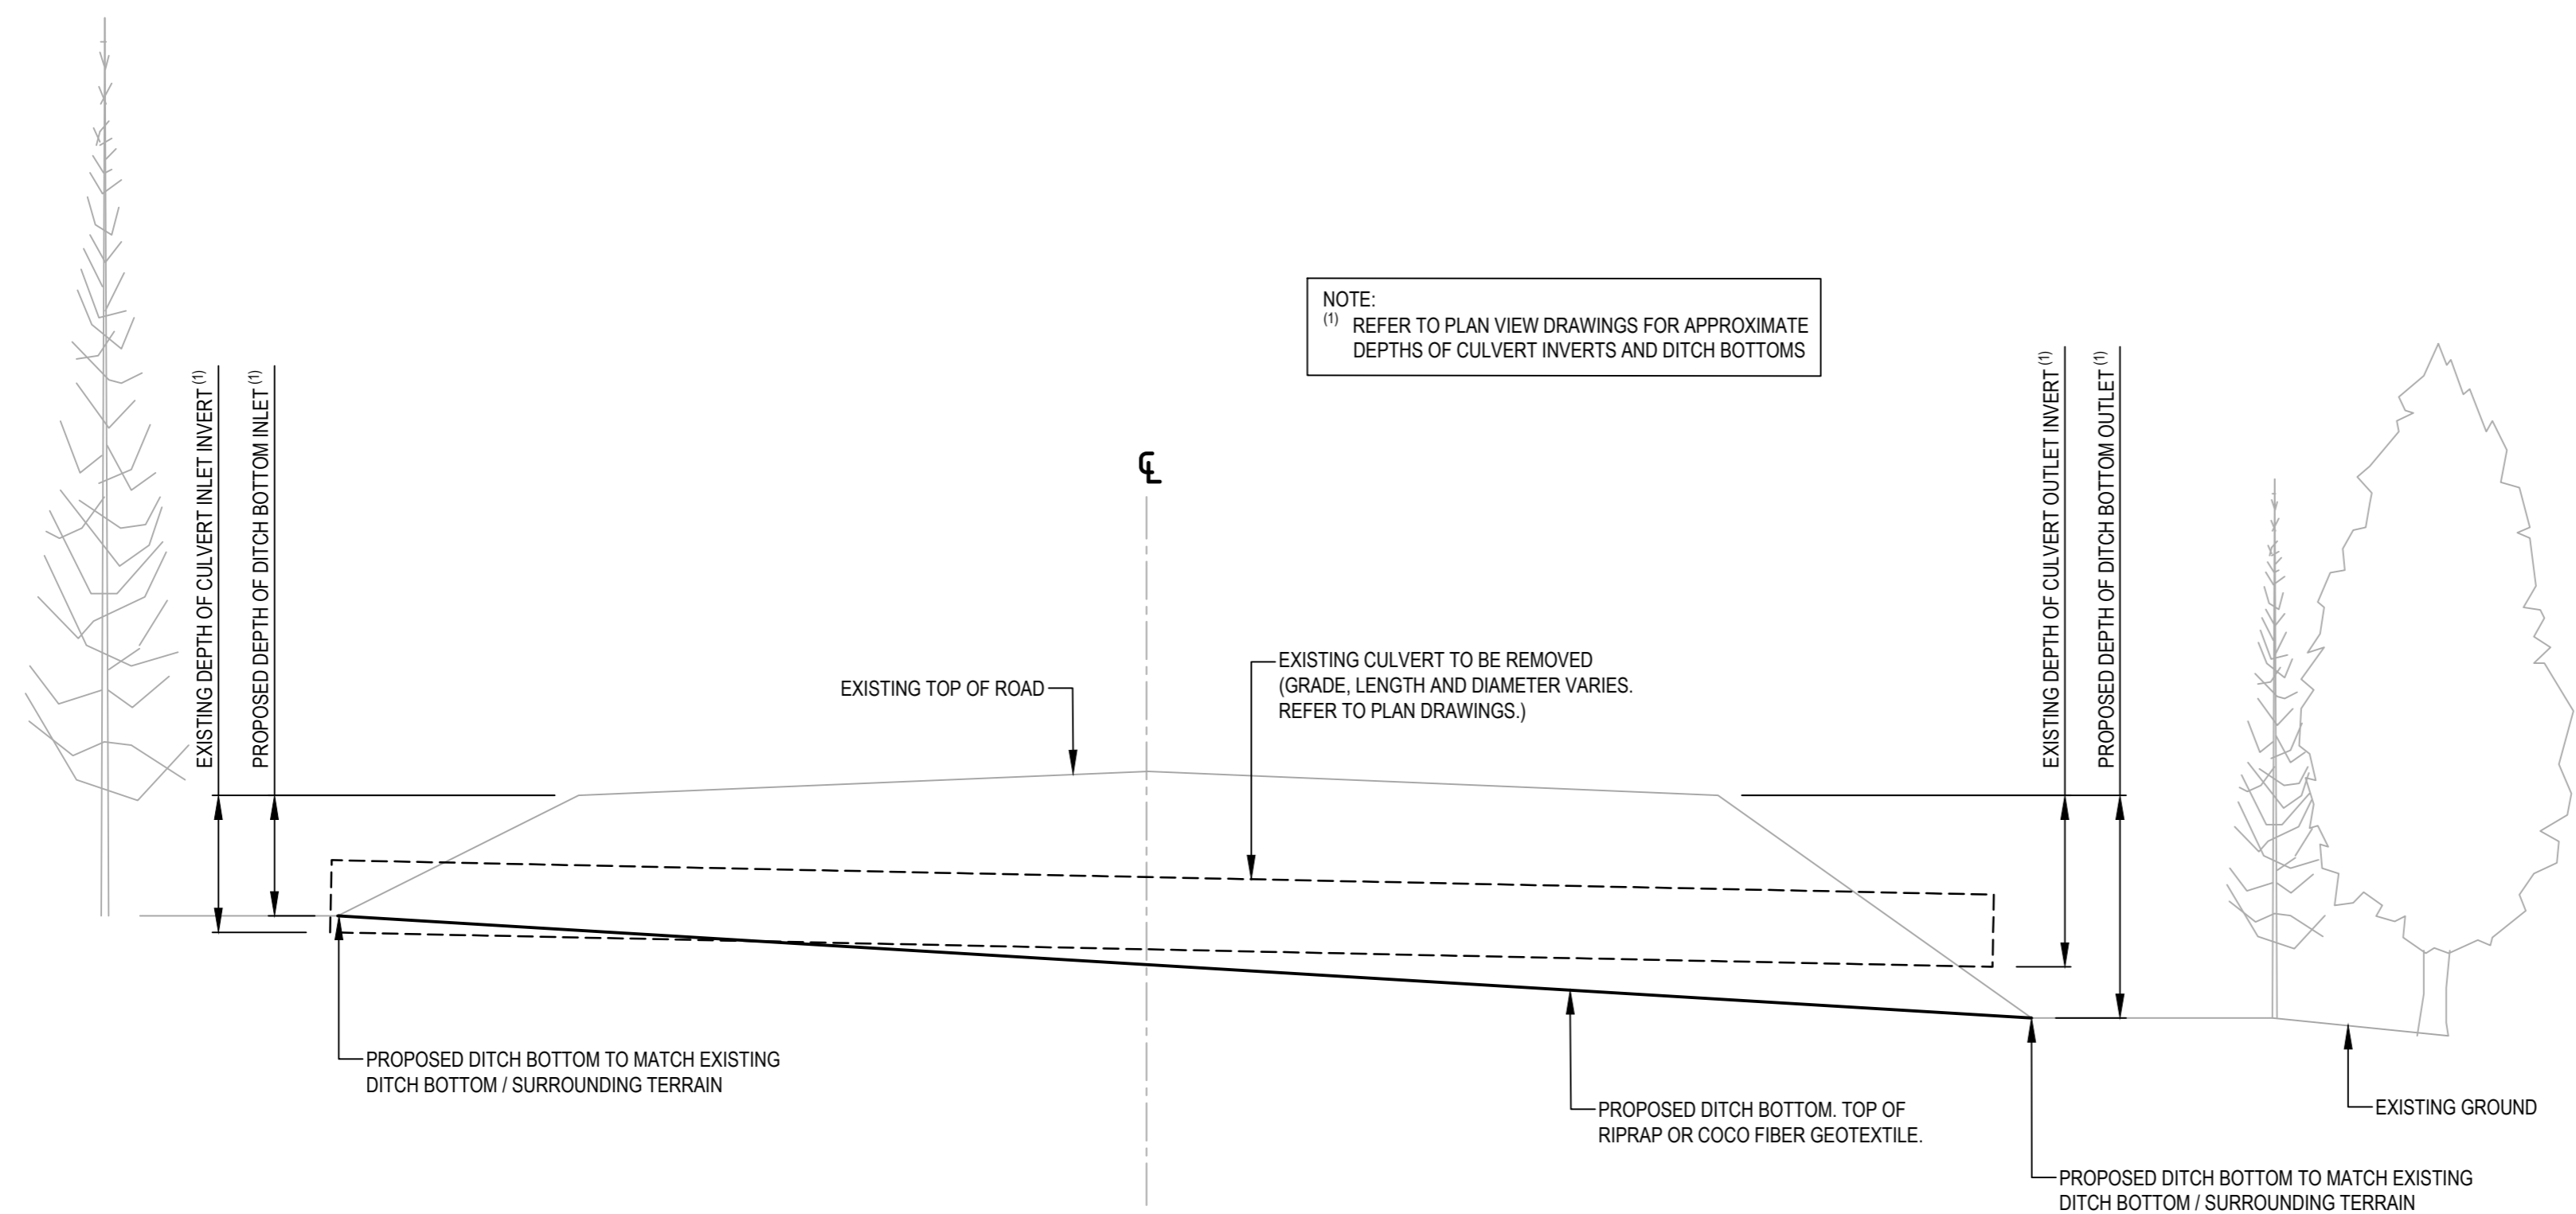 NOTE:
(1) REFER TO PLAN VIEW DRAWINGS FOR APPROXIMATE
DEPTHS OF CULVERT INVERTS AND DITCH BOTTOMS
EXISTING DEPTH OF CULVERT INLET INVERT (1)
PROPOSED DEPTH OF DITCH BOTTOM INLET (1)
℄
EXISTING DEPTH OF CULVERT OUTLET INVERT (1)
PROPOSED DEPTH OF DITCH BOTTOM OUTLET (1)
EXISTING TOP OF ROAD
EXISTING CULVERT TO BE REMOVED
(GRADE, LENGTH AND DIAMETER VARIES.
REFER TO PLAN DRAWINGS.)
PROPOSED DITCH BOTTOM TO MATCH EXISTING
DITCH BOTTOM / SURROUNDING TERRAIN
PROPOSED DITCH BOTTOM. TOP OF
RIPRAP OR COCO FIBER GEOTEXTILE.
EXISTING GROUND
PROPOSED DITCH BOTTOM TO MATCH EXISTING
DITCH BOTTOM / SURROUNDING TERRAIN